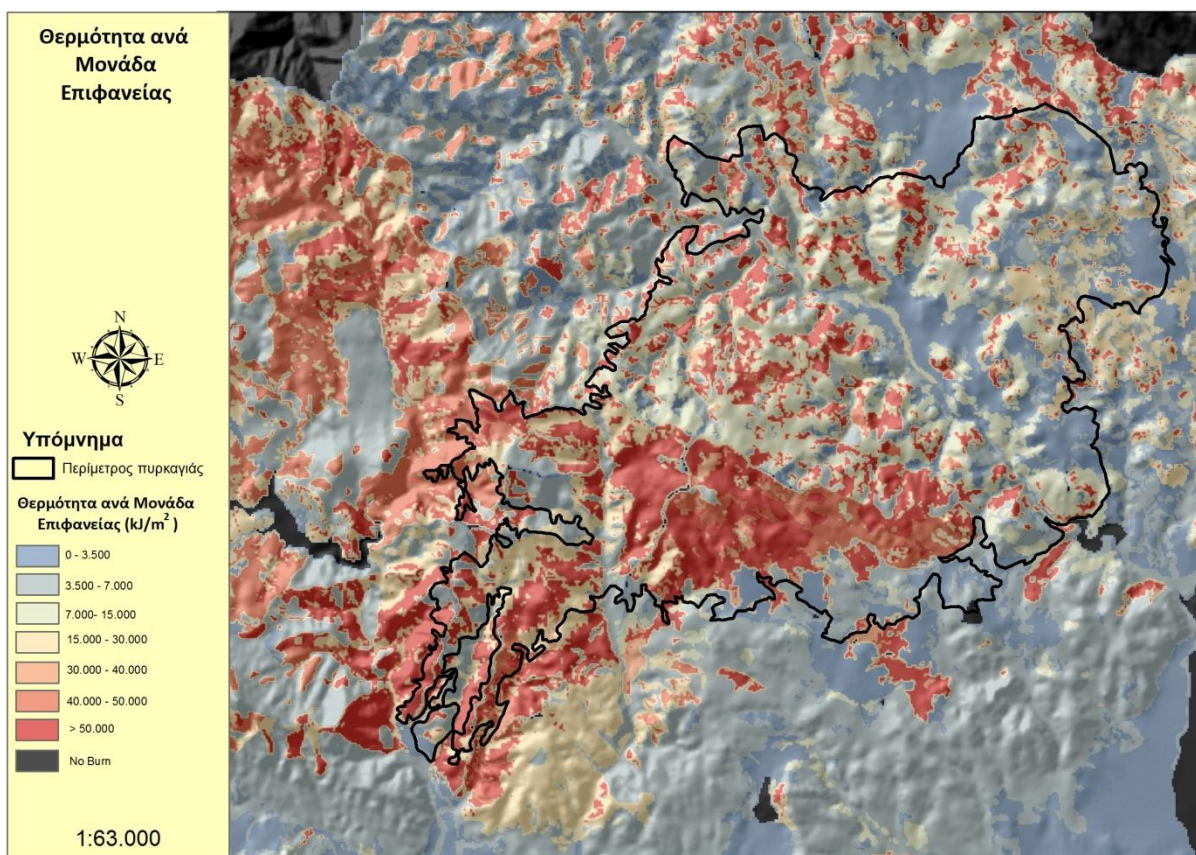 Θερμότητα ανά
Μονάδα
Επιφανείας
N
W E
S
Υπόμνημα
Περίμετρος πυρκαγιάς
Θερμότητα ανά Μονάδα
Επιφανείας (kJ/m²)
0 - 3.500
3.500 - 7.000
7.000- 15.000
15.000 - 30.000
30.000 - 40.000
40.000 - 50.000
> 50.000
No Burn
1:63.000